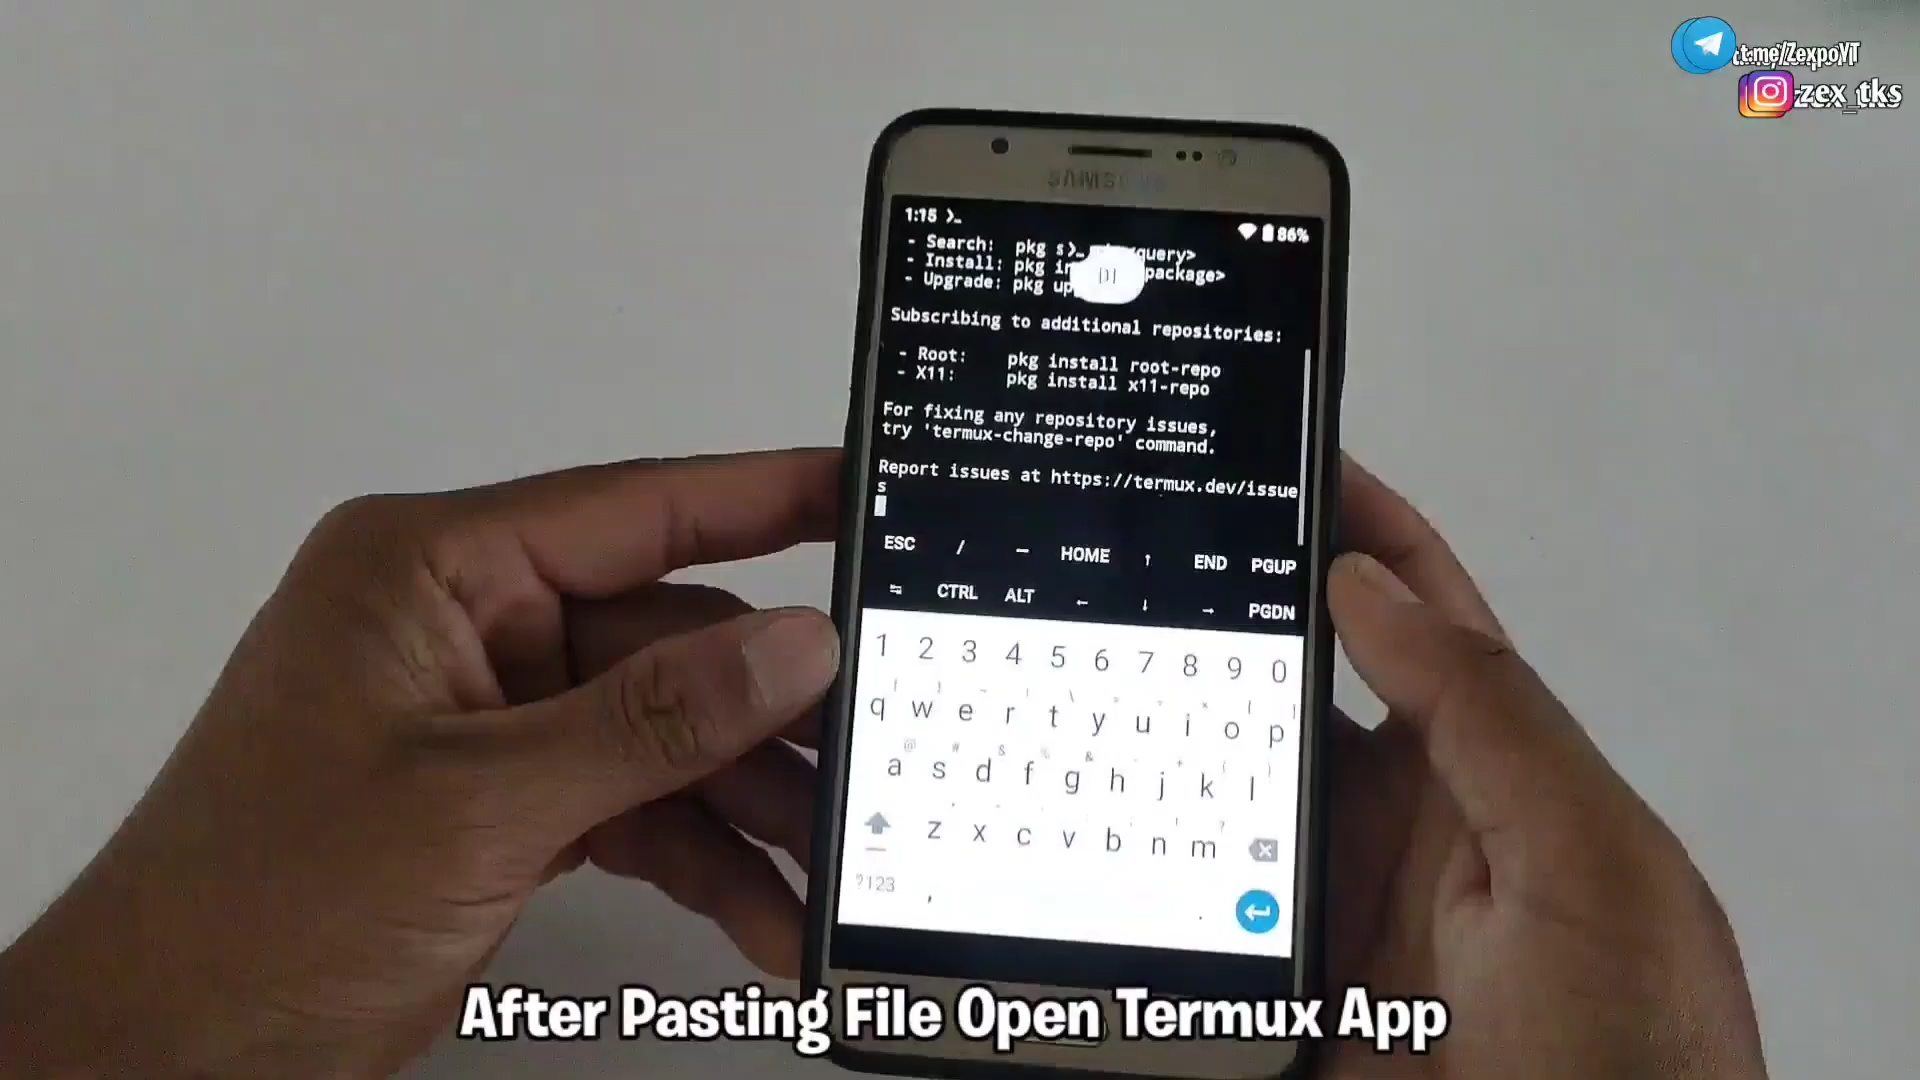 t.me/ZexpoYT
zex_tks
SAMSUNG
1:15
86%
- Search: pkg s query>
- Install: pkg in package>
- Upgrade: pkg up
Subscribing to additional repositories:
- Root: pkg install root-repo
- X11: pkg install x11-repo
For fixing any repository issues,
try 'termux-change-repo' command.
Report issues at https://termux.dev/issue
s
ESC / — HOME ↑ END PGUP
CTRL ALT ← ↓ → PGDN
1 2 3 4 5 6 7 8 9 0
q w e r t y u i o p
a s d f g h j k l
z x c v b n m
?123 , .
After Pasting File Open Termux App